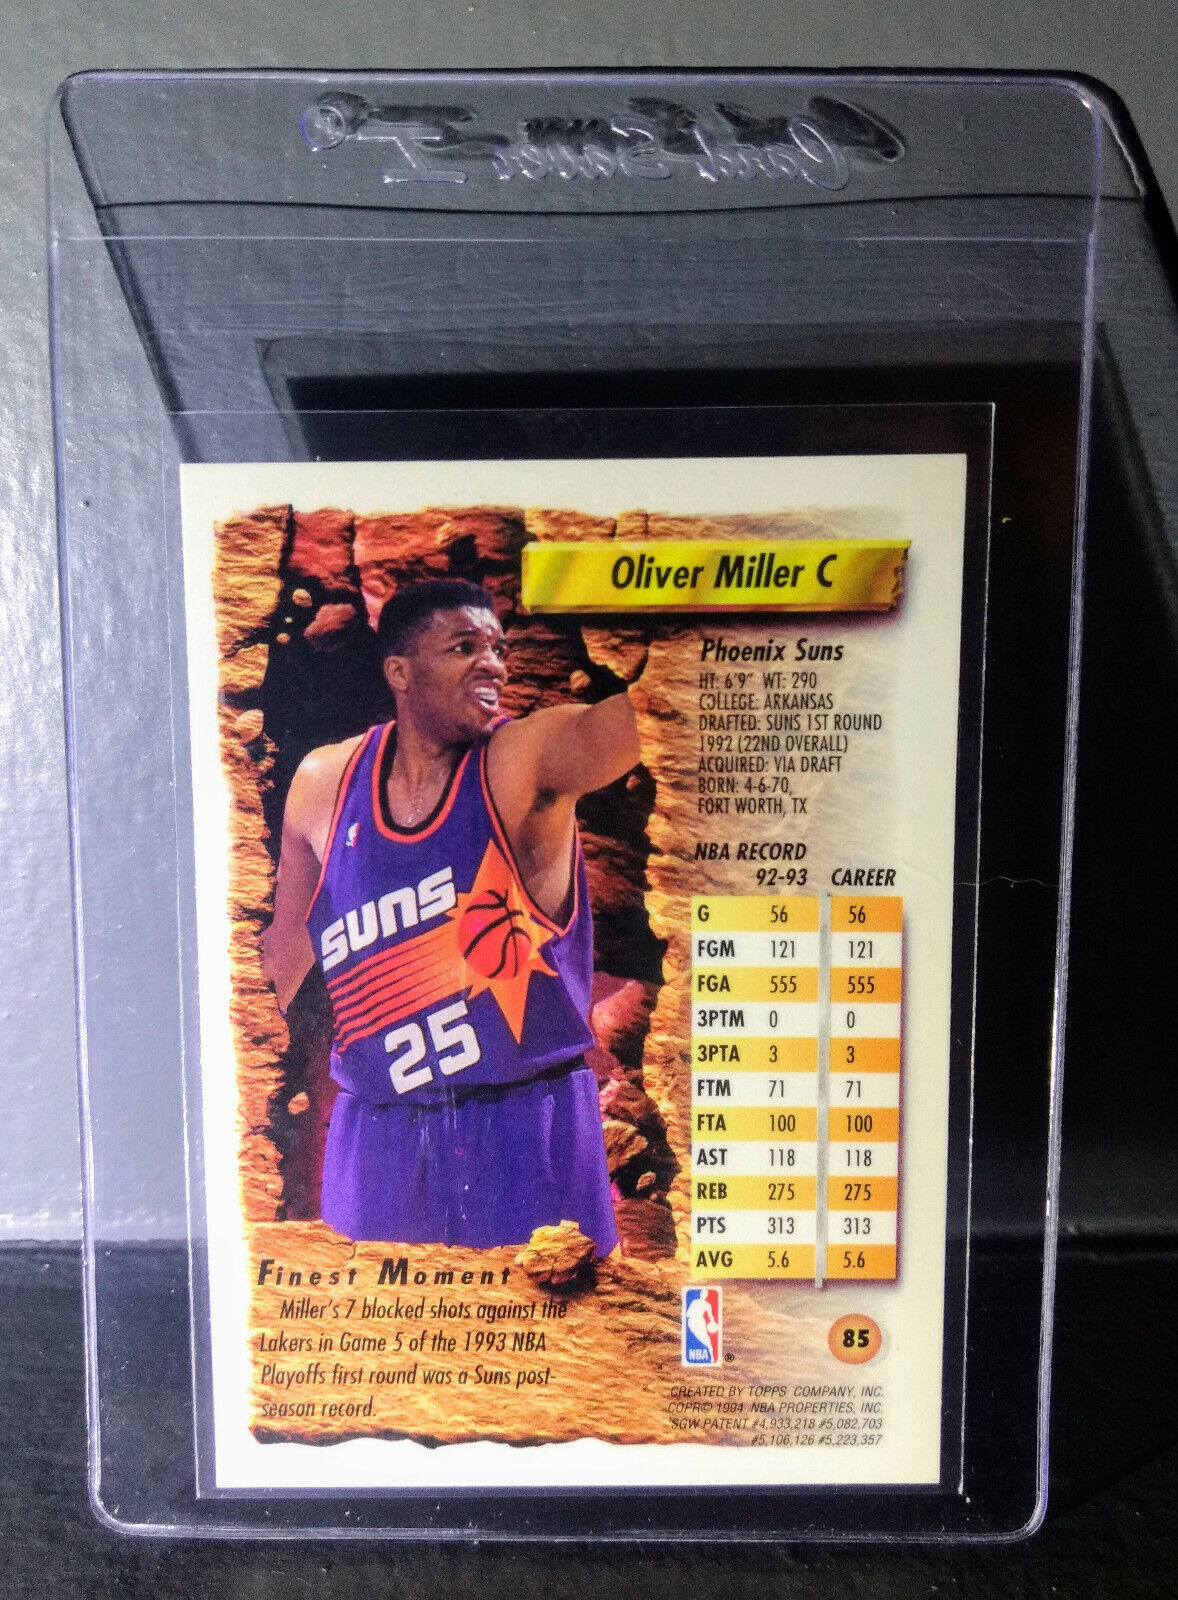 Card Saver I®
Oliver Miller C
Phoenix Suns
HT: 6'9" WT: 290
COLLEGE: ARKANSAS
DRAFTED: SUNS 1ST ROUND
1992 (22ND OVERALL)
ACQUIRED: VIA DRAFT
BORN: 4-6-70,
FORT WORTH, TX
NBA RECORD
92-93 CAREER
G 56 56
FGM 121 121
FGA 555 555
3PTM 0 0
3PTA 3 3
FTM 71 71
FTA 100 100
AST 118 118
REB 275 275
PTS 313 313
AVG 5.6 5.6
SUNS
25
Finest Moment
Miller's 7 blocked shots against the
Lakers in Game 5 of the 1993 NBA
Playoffs first round was a Suns post-
season record.
NBA ®
85
CREATED BY TOPPS COMPANY, INC.
COPR© 1994 NBA PROPERTIES, INC.
SGW PATENT #4,933,218 #5,082,703
#5,106,126 #5,223,357